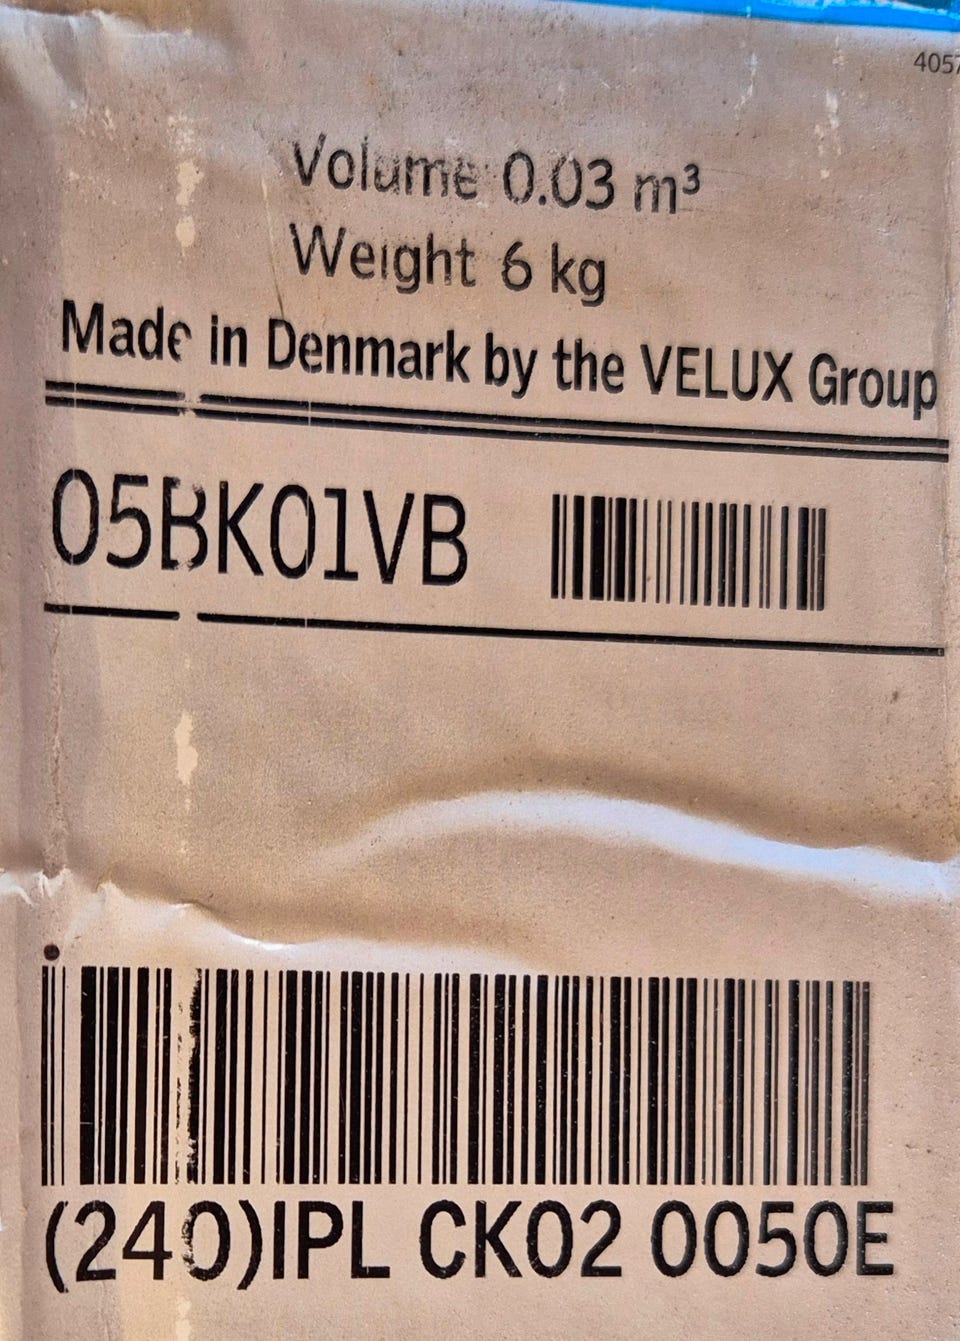 4057
Volume 0.03 m³
Weight 6 kg
Made in Denmark by the VELUX Group
05BK01VB
(240)IPL CK02 0050E